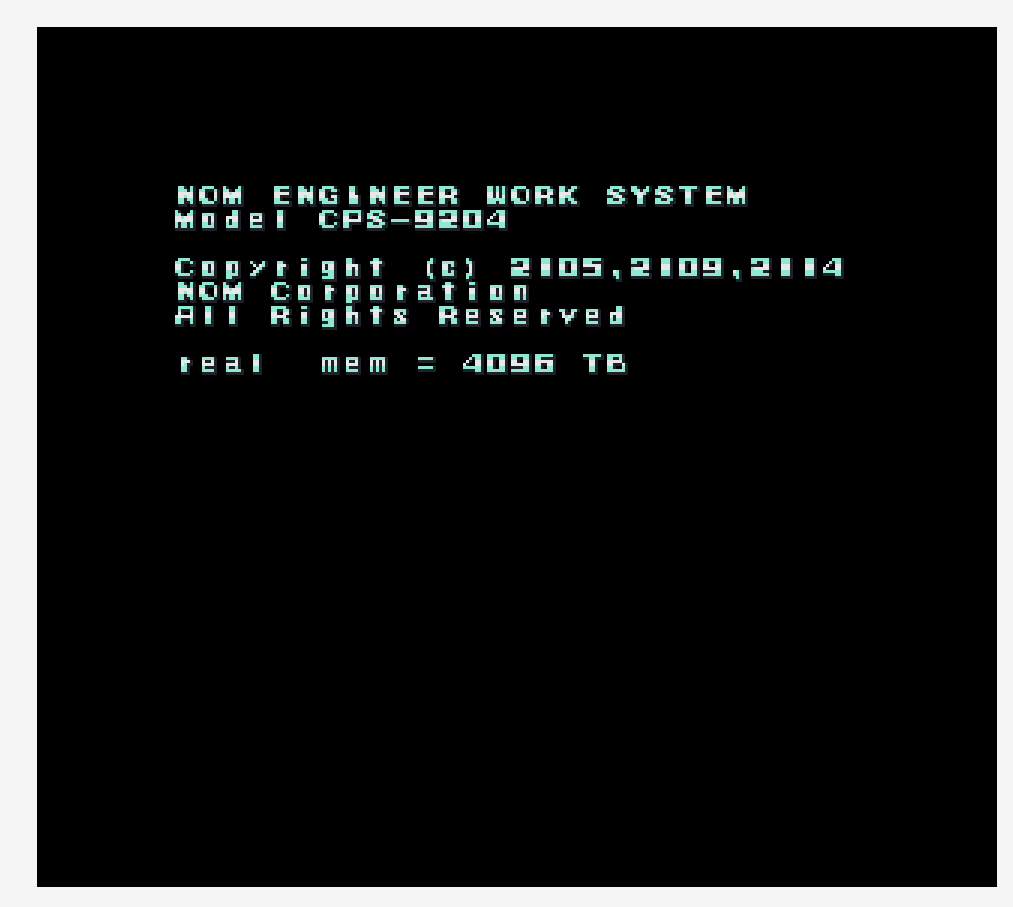 NOM ENGINEER WORK SYSTEM
Model CPS-9204
Copyright (c) 2105,2109,2114
NOM Corporation
All Rights Reserved
real  mem = 4096 TB